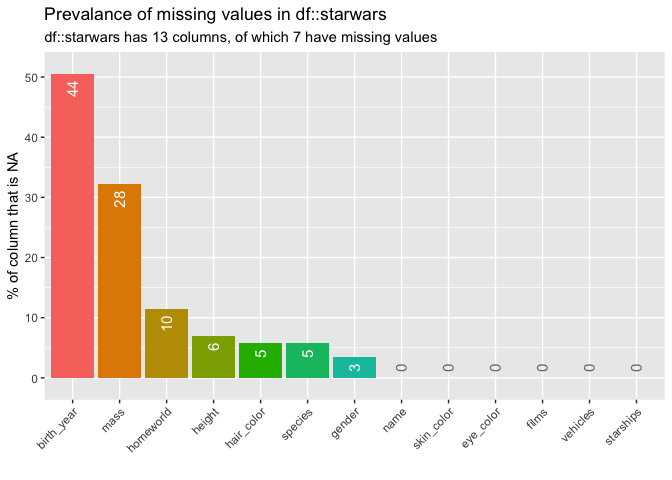 Prevalance of missing values in df::starwars
df::starwars has 13 columns, of which 7 have missing values
% of column that is NA
50
40
30
20
10
0
44
28
10
6
5
5
3
0
0
0
0
0
0
birth_year
mass
homeworld
height
hair_color
species
gender
name
skin_color
eye_color
films
vehicles
starships